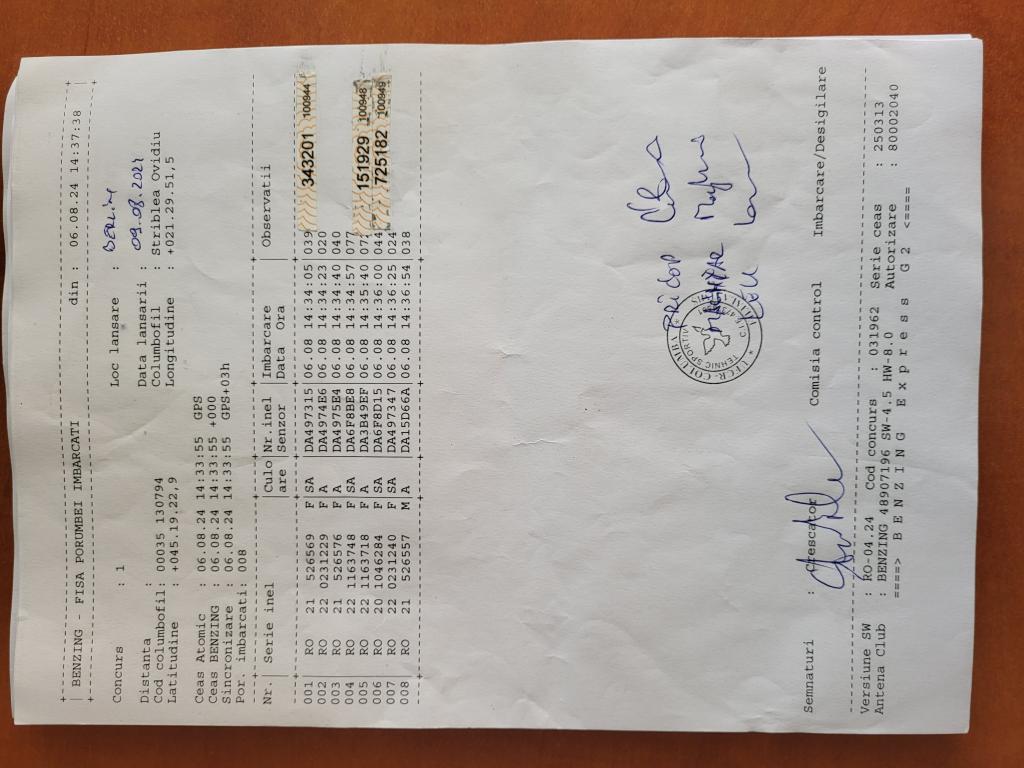 BENZING - FISA PORUMBEI IMBARCATI din : 06.08.24 14:37:38
Concurs : 1 Loc lansare : BERLIN
Distanta : Data lansarii : 09.08.2024
Cod columbofil: 00035 130794 Columbofil : Striblea Ovidiu
Latitudine : +045.19.22,9 Longitudine : +021.29.51,5
Ceas Atomic : 06.08.24 14:33:55 GPS
Ceas BENZING : 06.08.24 14:33:55 +000
Sincronizare : 06.08.24 14:33:55 GPS+03h
Por. imbarcati: 008
Nr. | Serie inel | Culo | Nr.inel | Imbarcare | Observatii
are | Senzor | Data Ora
001 RO 21 526569 F SA DA497315 06.08 14:34:05 039 343201 100944
002 RO 22 0231229 F A DA4974E6 06.08 14:34:23 020
003 RO 21 526576 F A DA4975E4 06.08 14:34:40 040
004 RO 22 1163748 F SA DA6F8BE8 06.08 14:34:57 077
005 RO 22 1163718 F A DA3B49EF 06.08 14:35:40 07 151929 100948
006 RO 20 1046284 F SA DA6F8D15 06.08 14:36:00 044 725182 100949
007 RO 22 0231240 F SA DA497347 06.08 14:36:25 024
008 RO 21 526557 M A DA15D66A 06.08 14:36:54 038
UFCR-COLUMBA
TEHNIC SPORTIV
Semnaturi : Crescator Comisia control Imbarcare/Desigilare
Versiune SW : RO-04.24 Cod concurs : 031962 Serie ceas : 250313
Antena Club : BENZING 48907196 SW-4.5 HW-8.0 Autorizare : 80002040
====> B E N Z I N G E x p r e s s G 2 <====